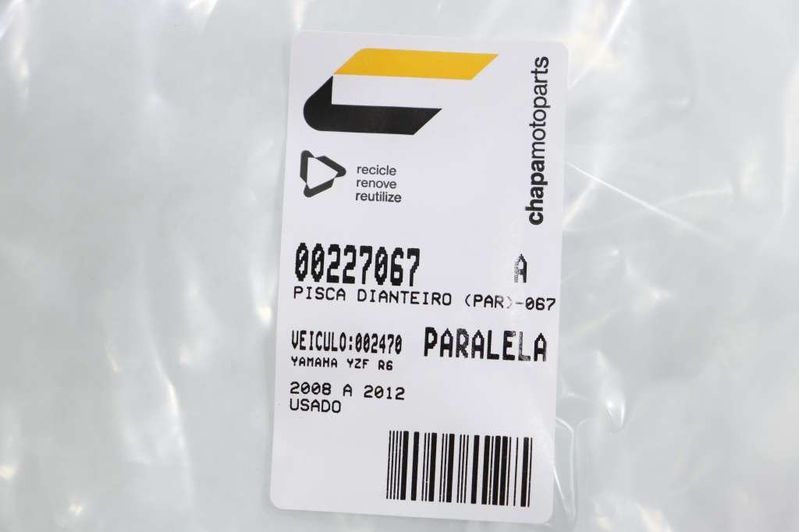 chapamotoparts
recicle
renove
reutilize
00227067 A
PISCA DIANTEIRO (PAR)-067
VEICULO:002470 PARALELA
YAMAHA YZF R6
2008 A 2012
USADO